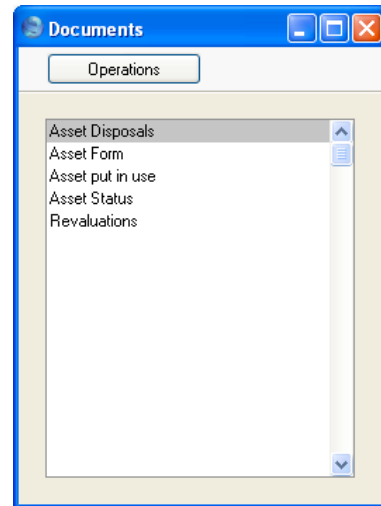 Documents
Operations
Asset Disposals
Asset Form
Asset put in use
Asset Status
Revaluations